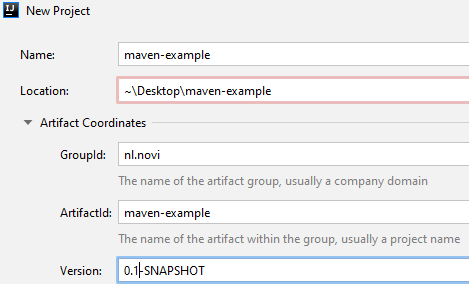 IJ New Project
Name: maven-example
Location: ~\Desktop\maven-example
Artifact Coordinates
GroupId: nl.novi
The name of the artifact group, usually a company domain
ArtifactId: maven-example
The name of the artifact within the group, usually a project name
Version: 0.1-SNAPSHOT